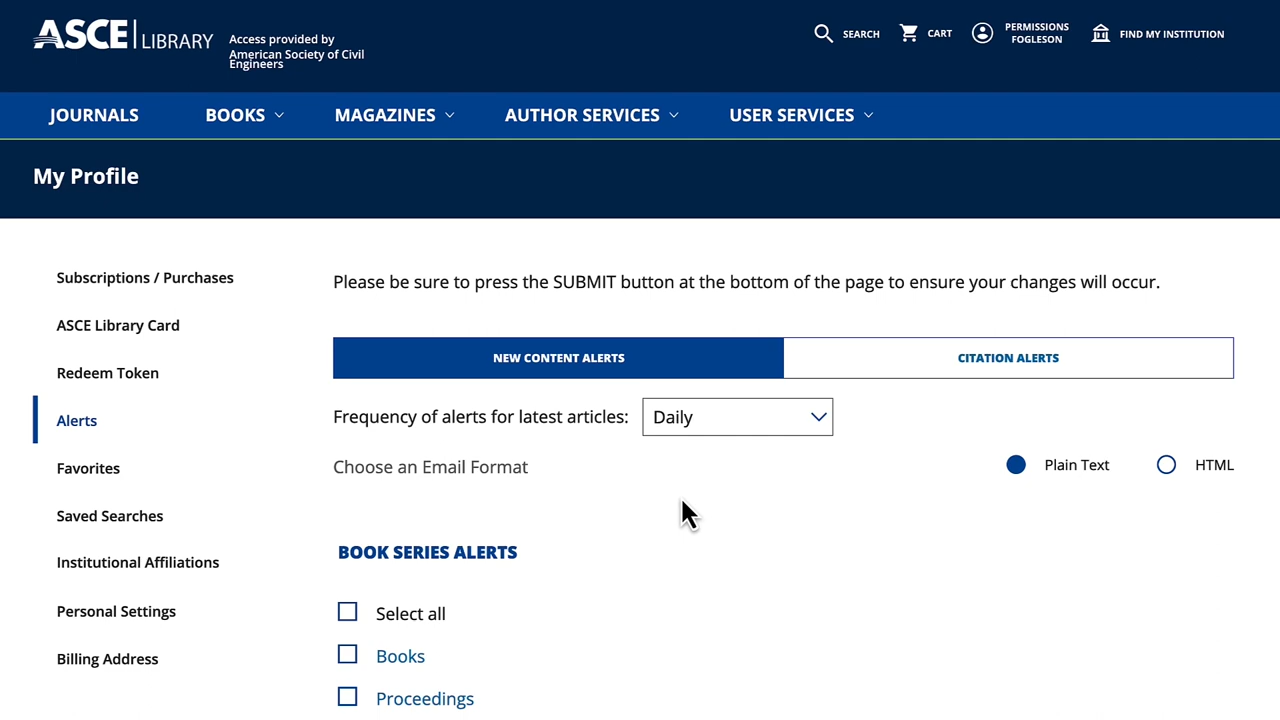 ASCE LIBRARY
Access provided by
American Society of Civil
Engineers
SEARCH
CART
PERMISSIONS
FOGLESON
FIND MY INSTITUTION
JOURNALS
BOOKS
MAGAZINES
AUTHOR SERVICES
USER SERVICES
My Profile
Subscriptions / Purchases
ASCE Library Card
Redeem Token
Alerts
Favorites
Saved Searches
Institutional Affiliations
Personal Settings
Billing Address
Please be sure to press the SUBMIT button at the bottom of the page to ensure your changes will occur.
NEW CONTENT ALERTS
CITATION ALERTS
Frequency of alerts for latest articles: Daily
Choose an Email Format
Plain Text
HTML
BOOK SERIES ALERTS
Select all
Books
Proceedings